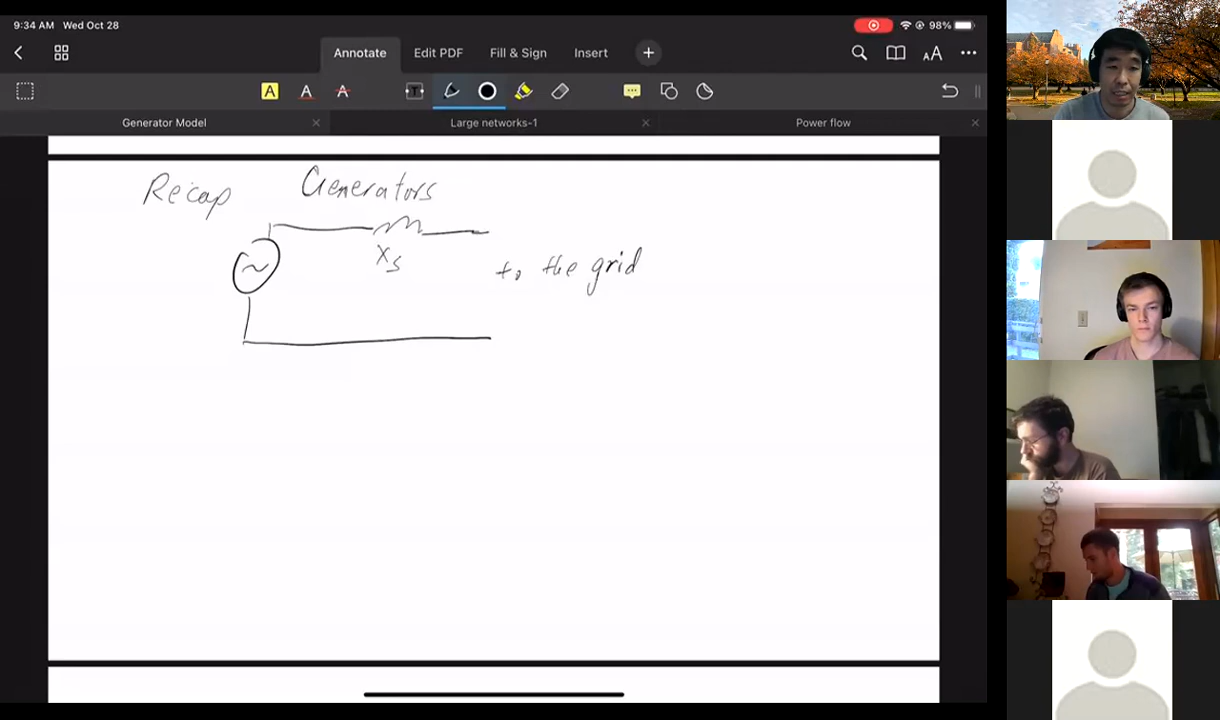 9:34 AM Wed Oct 28
98%
Annotate Edit PDF Fill & Sign Insert
A A A T AA
Generator Model Large networks-1 Power flow
Recap Generators
Xs
to the grid